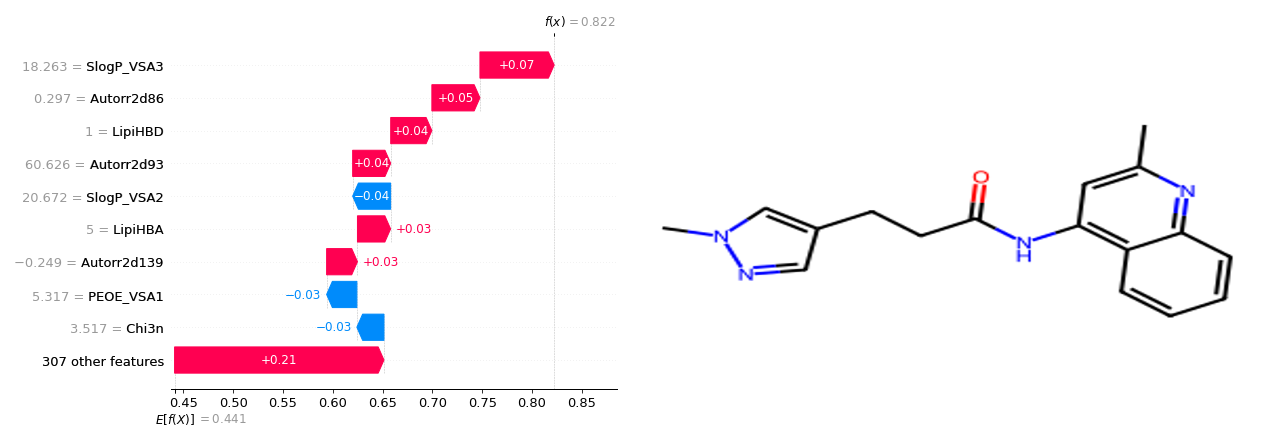 f(x) = 0.822
18.263 = SlogP_VSA3
+0.07
0.297 = Autorr2d86
+0.05
1 = LipiHBD
+0.04
60.626 = Autorr2d93
+0.04
20.672 = SlogP_VSA2
−0.04
5 = LipiHBA
+0.03
−0.249 = Autorr2d139
+0.03
5.317 = PEOE_VSA1
−0.03
3.517 = Chi3n
−0.03
307 other features
+0.21
0.45 0.50 0.55 0.60 0.65 0.70 0.75 0.80 0.85
E[f(X)] = 0.441
O
N
N
N
H
N